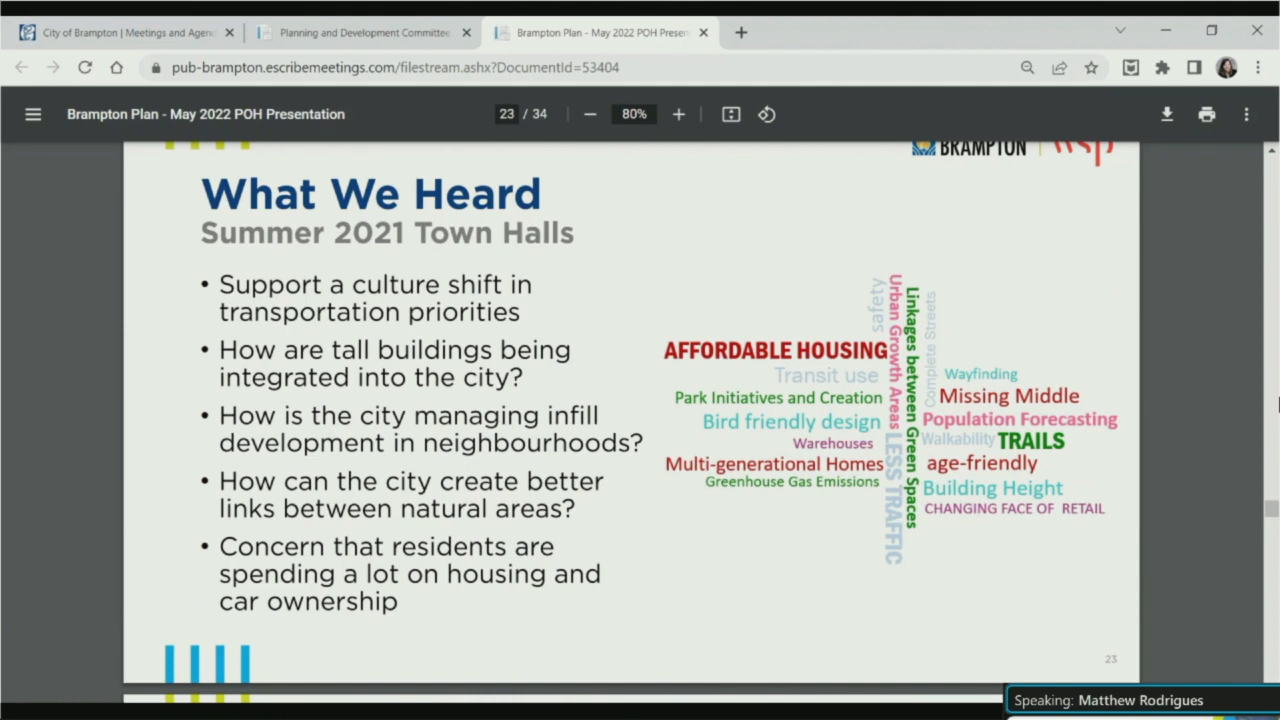 City of Brampton | Meetings and Agen
Planning and Development Committee
Brampton Plan - May 2022 POH Presen
pub-brampton.escribemeetings.com/filestream.ashx?DocumentId=53404
Brampton Plan - May 2022 POH Presentation
23 / 34
80%
BRAMPTON
wsp
What We Heard
Summer 2021 Town Halls
• Support a culture shift in
transportation priorities
• How are tall buildings being
integrated into the city?
• How is the city managing infill
development in neighbourhoods?
• How can the city create better
links between natural areas?
• Concern that residents are
spending a lot on housing and
car ownership
safety
Urban Growth Areas
Linkages between Green Spaces
Complete Streets
AFFORDABLE HOUSING
Transit use
Park Initiatives and Creation
Bird friendly design
Warehouses
Multi-generational Homes
Greenhouse Gas Emissions
LESS TRAFFIC
Wayfinding
Missing Middle
Population Forecasting
Walkability
TRAILS
age-friendly
Building Height
CHANGING FACE OF RETAIL
23
Speaking: Matthew Rodrigues